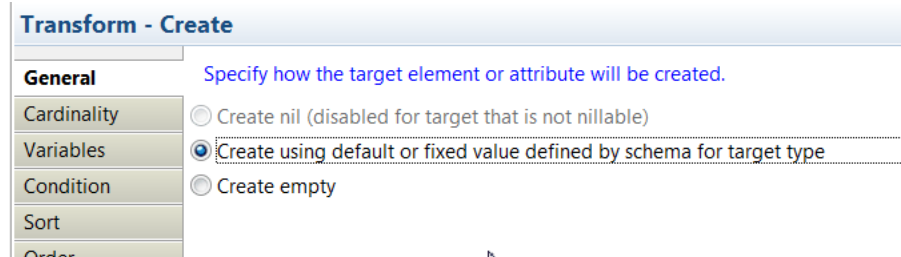 Transform - Create
General
Specify how the target element or attribute will be created.
Cardinality
Create nil (disabled for target that is not nillable)
Variables
Create using default or fixed value defined by schema for target type
Condition
Create empty
Sort
Order